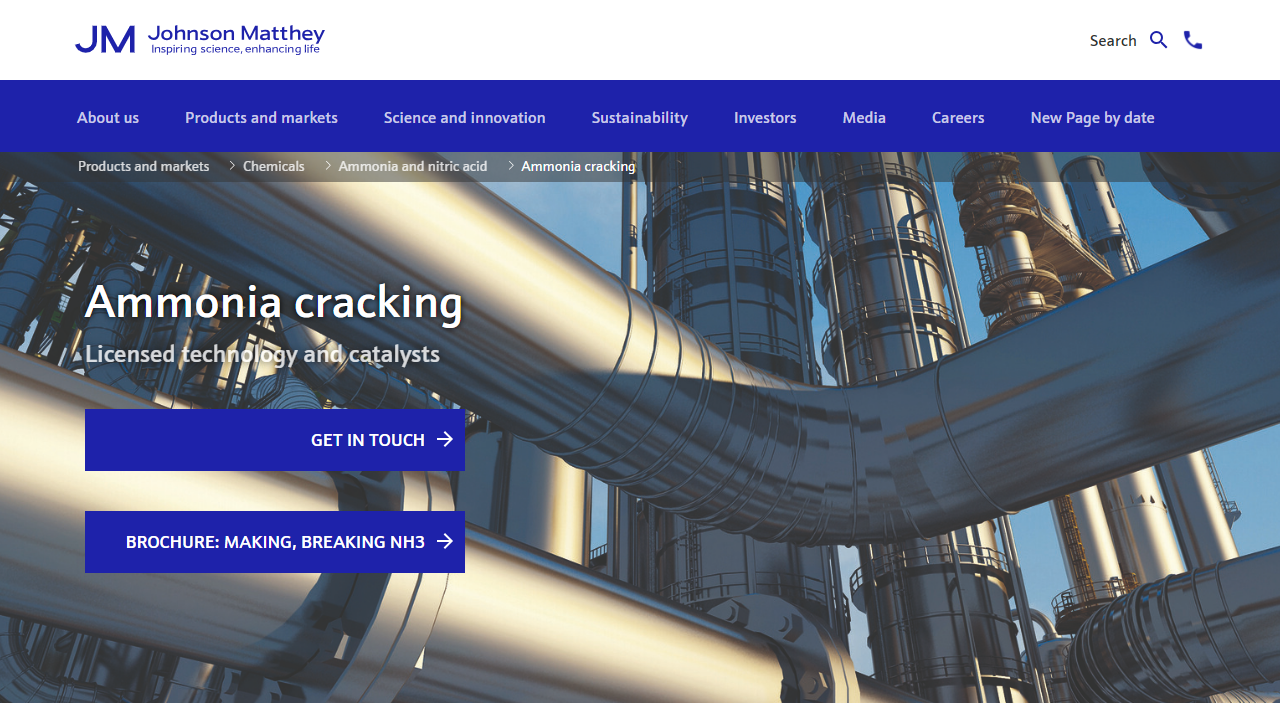 JM Johnson Matthey
Inspiring science, enhancing life
Search
About us Products and markets Science and innovation Sustainability Investors Media Careers New Page by date
Products and markets > Chemicals > Ammonia and nitric acid > Ammonia cracking
Ammonia cracking
Licensed technology and catalysts
GET IN TOUCH →
BROCHURE: MAKING, BREAKING NH3 →